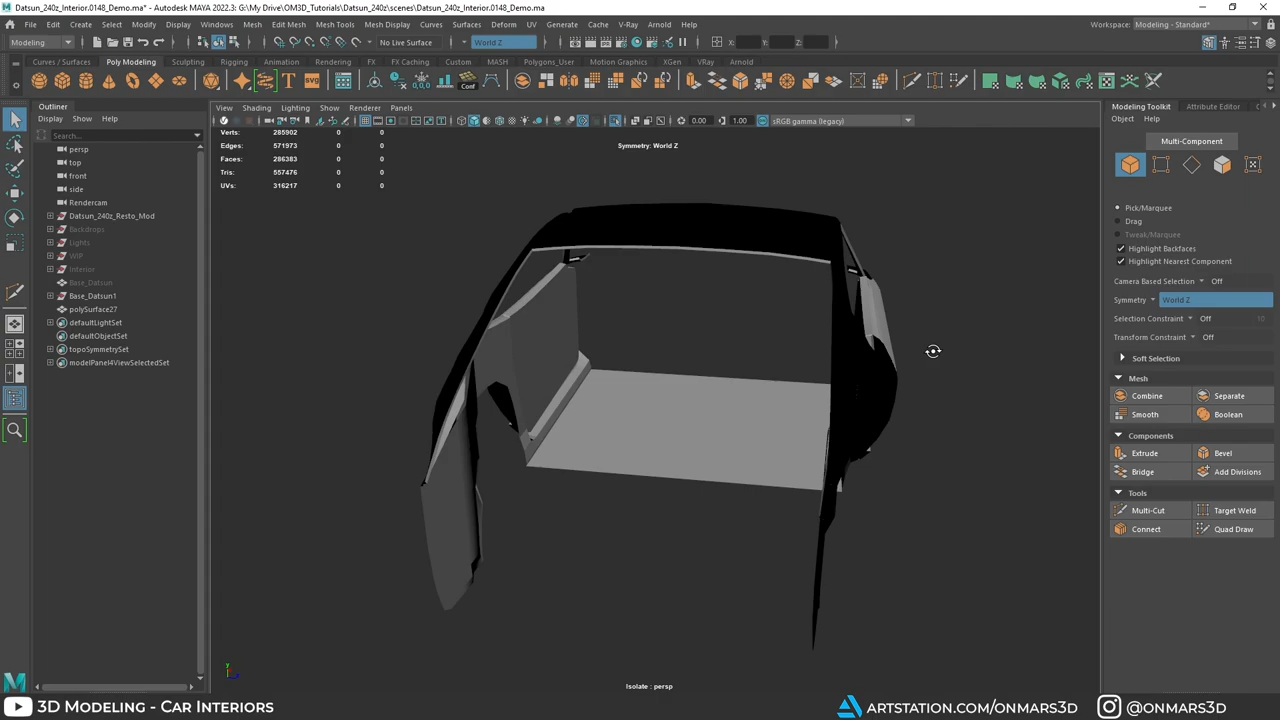 Datsun_240z_Interior.0148_Demo.ma* - Autodesk MAYA 2022.3: G:\My Drive\OM3D_Tutorials\Datsun_240z\scenes\Datsun_240z_Interior.0148_Demo.ma
File Edit Create Select Modify Display Windows Mesh Edit Mesh Mesh Tools Mesh Display Curves Surfaces Deform UV Generate Cache V-Ray Arnold Help
Workspace: Modeling - Standard*
Modeling No Live Surface World Z X: Y: Z:
Curves / Surfaces Poly Modeling Sculpting Rigging Animation Rendering FX FX Caching Custom MASH Polygons_User Motion Graphics XGen VRay Arnold
T svg 0,0,0 Conf
Outliner
Display Show Help
Search...
persp
top
front
side
Rendercam
Datsun_240z_Resto_Mod
Backdrops
Lights
WIP
Interior
Base_Datsun
Base_Datsun1
polySurface27
defaultLightSet
defaultObjectSet
topoSymmetrySet
modelPanel4ViewSelectedSet
View Shading Lighting Show Renderer Panels
0.00 1.00 sRGB gamma (legacy)
Verts: 285902 0 0
Edges: 571973 0 0
Faces: 286383 0 0
Tris: 557476 0 0
UVs: 316217 0 0
Symmetry: World Z
y
Isolate : persp
Modeling Toolkit Attribute Editor
Object Help
Multi-Component
Pick/Marquee
Drag
Tweak/Marquee
Highlight Backfaces
Highlight Nearest Component
Camera Based Selection Off
Symmetry World Z
Selection Constraint Off 10
Transform Constraint Off
Soft Selection
Mesh
Combine Separate
Smooth Boolean
Components
Extrude Bevel
Bridge Add Divisions
Tools
Multi-Cut Target Weld
Connect Quad Draw
3D Modeling - CAR INTERIORS
ARTSTATION.COM/ONMARS3D @ONMARS3D